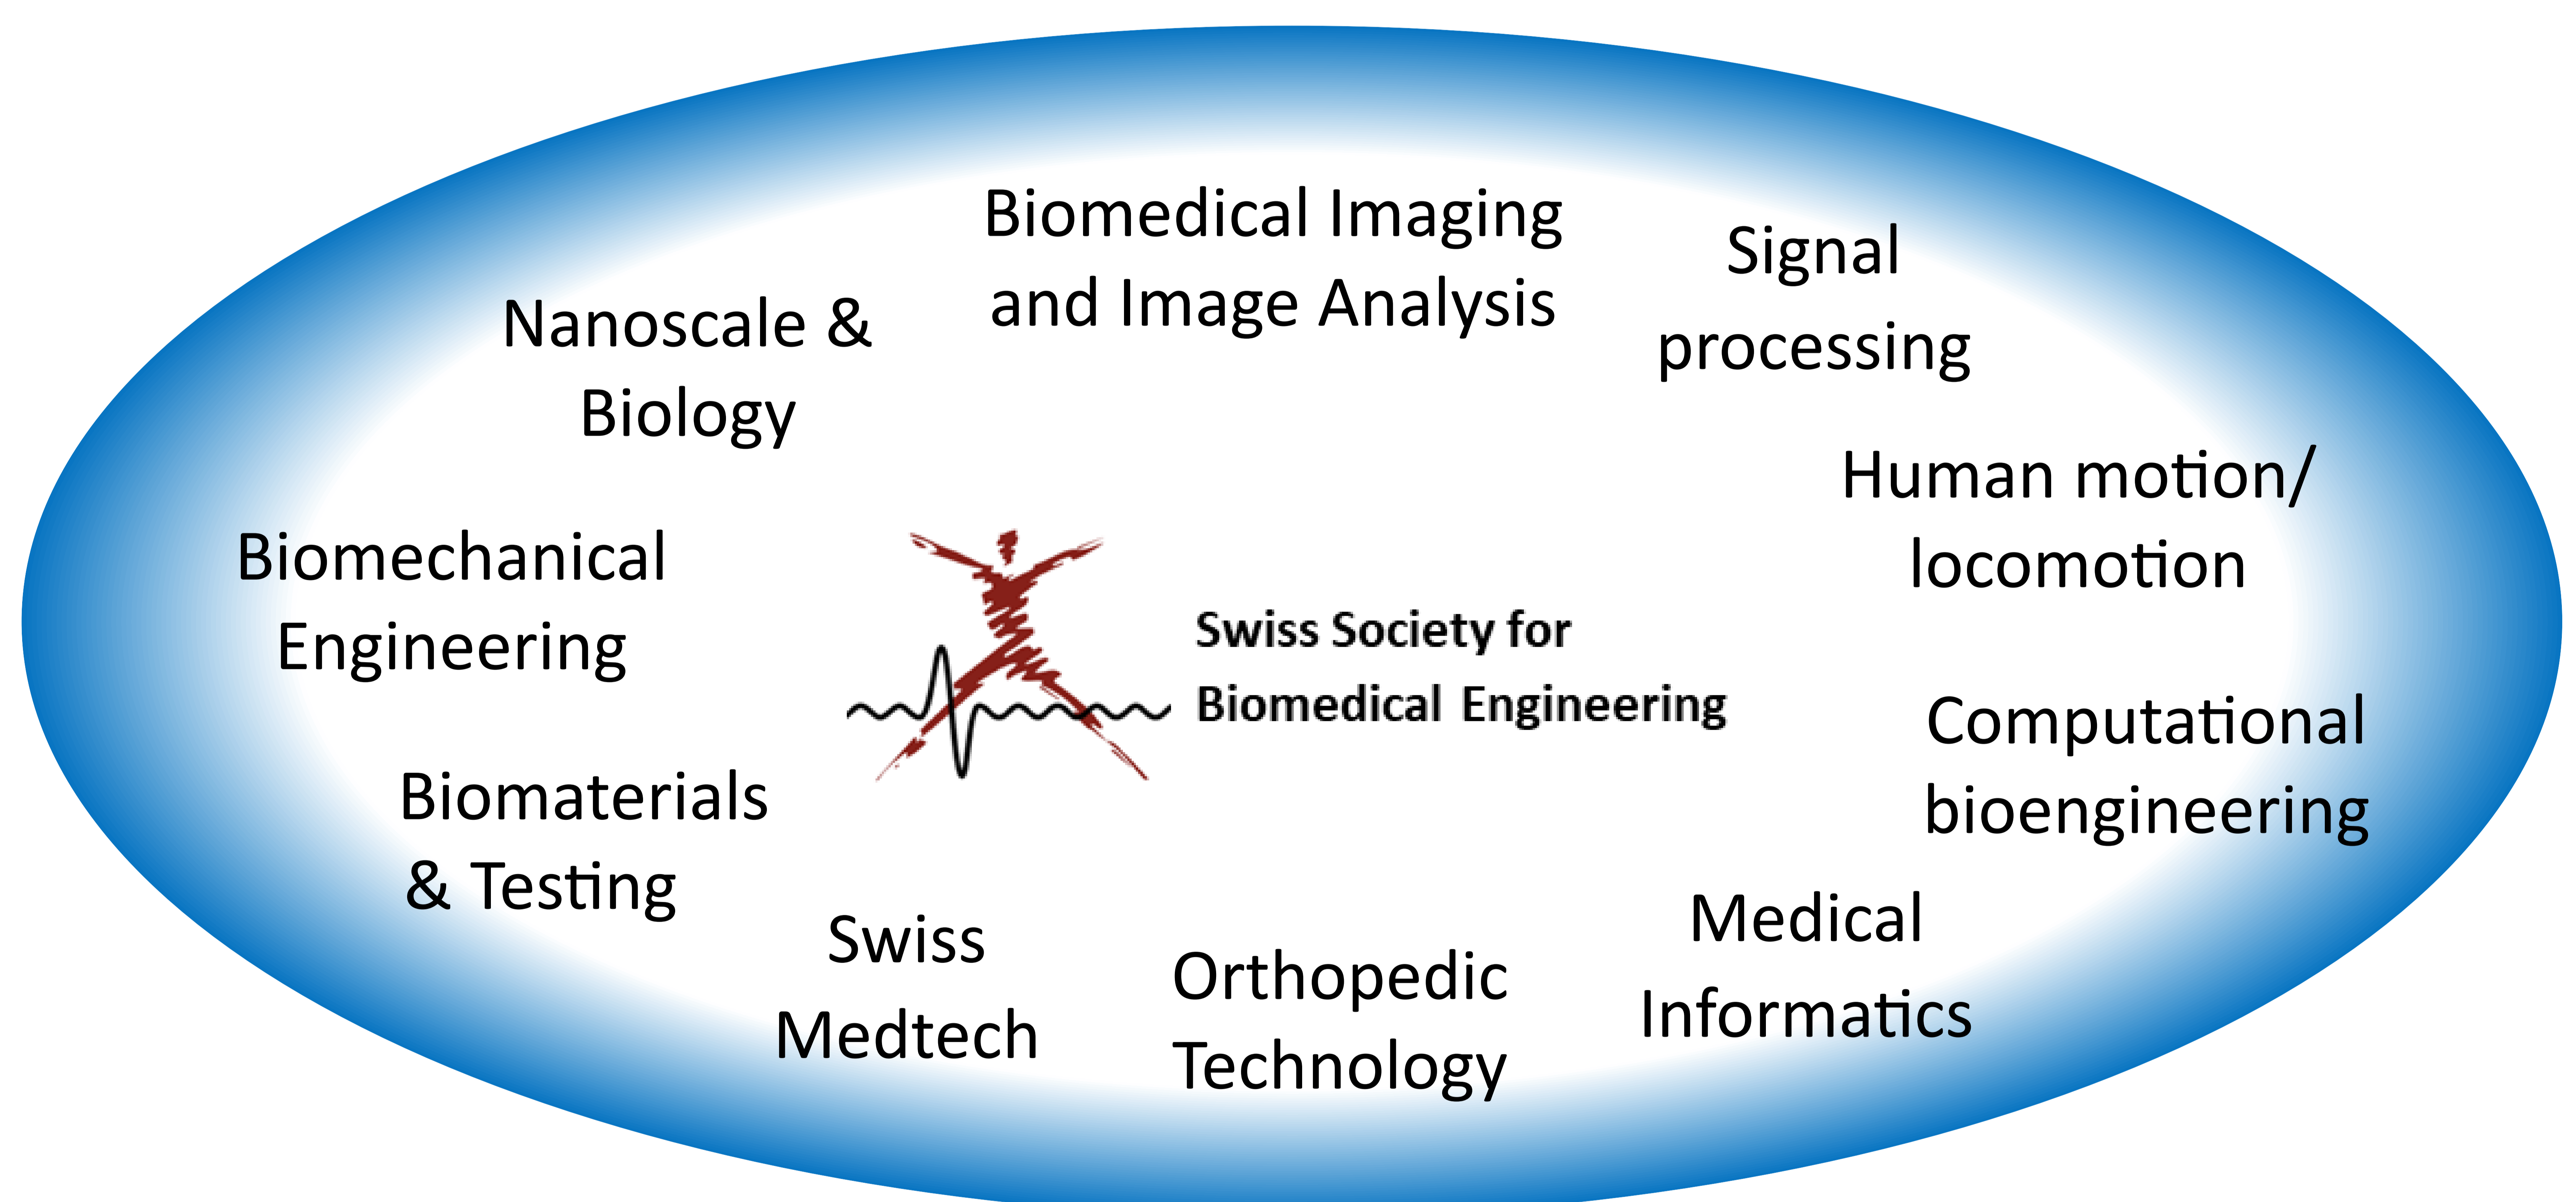 Biomedical Imaging
and Image Analysis
Signal
processing
Nanoscale &
Biology
Human motion/
locomotion
Biomechanical
Engineering
Swiss Society for
Biomedical Engineering
Computational
bioengineering
Biomaterials
& Testing
Swiss
Medtech
Orthopedic
Technology
Medical
Informatics